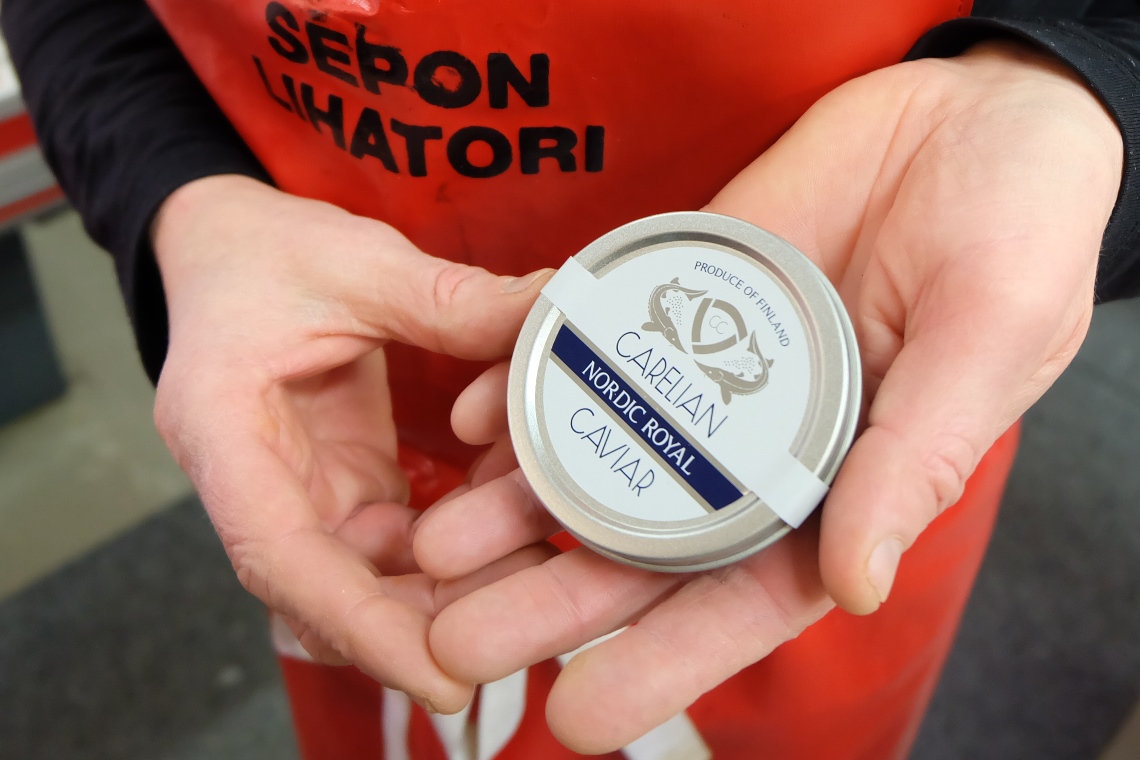 SEPON
LIHATORI
PRODUCE OF FINLAND
CC
CARELIAN
NORDIC ROYAL
CAVIAR